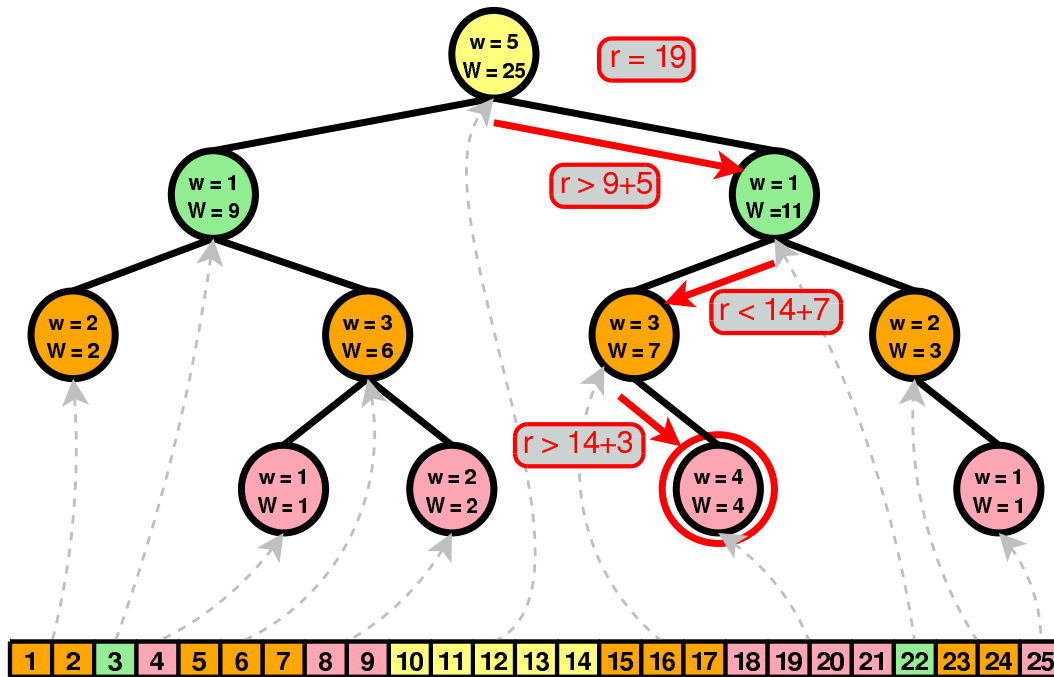 w = 5
W = 25
r = 19
r > 9+5
w = 1
W = 9
w = 1
W =11
r < 14+7
w = 2
W = 2
w = 3
W = 6
w = 3
W = 7
w = 2
W = 3
r > 14+3
w = 1
W = 1
w = 2
W = 2
w = 4
W = 4
w = 1
W = 1
1 2 3 4 5 6 7 8 9 10 11 12 13 14 15 16 17 18 19 20 21 22 23 24 25